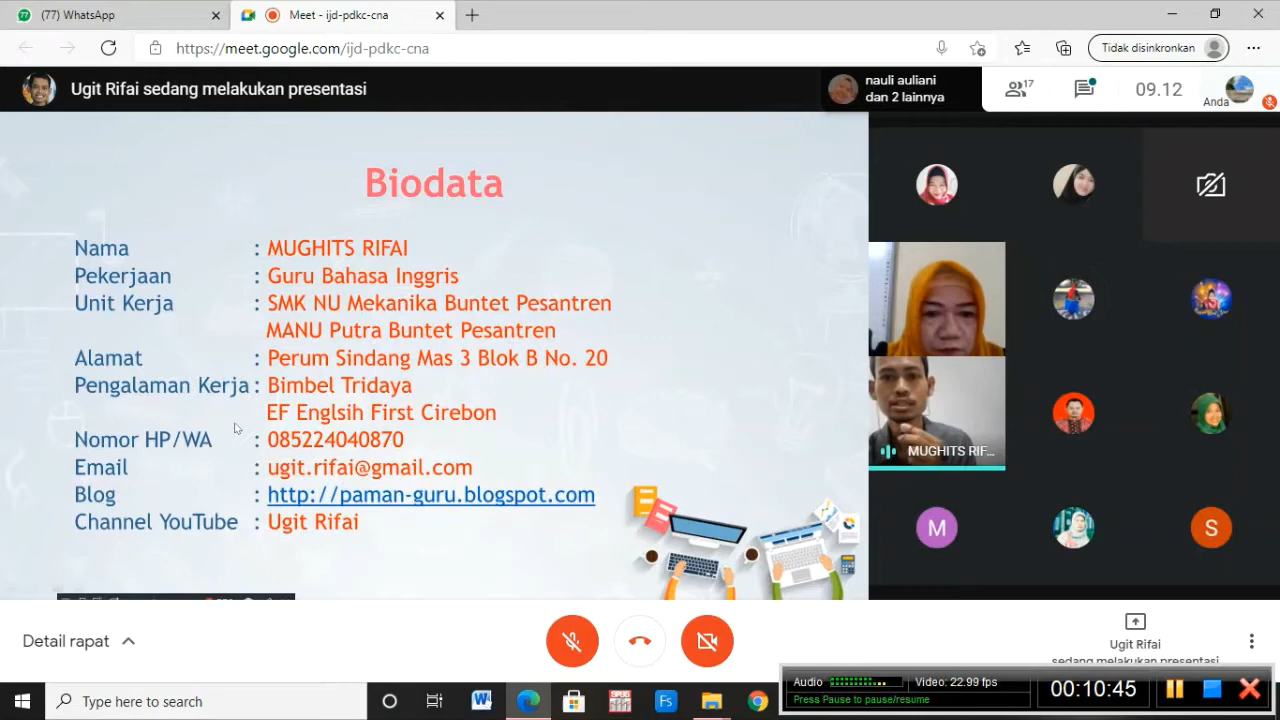 (77) WhatsApp
Meet - ijd-pdkc-cna
https://meet.google.com/ijd-pdkc-cna
Tidak disinkronkan
Ugit Rifai sedang melakukan presentasi
nauli auliani
dan 2 lainnya
17
09.12
Anda
Biodata
Nama : MUGHITS RIFAI
Pekerjaan : Guru Bahasa Inggris
Unit Kerja : SMK NU Mekanika Buntet Pesantren
MANU Putra Buntet Pesantren
Alamat : Perum Sindang Mas 3 Blok B No. 20
Pengalaman Kerja : Bimbel Tridaya
EF Englsih First Cirebon
Nomor HP/WA : 085224040870
Email : ugit.rifai@gmail.com
Blog : http://paman-guru.blogspot.com
Channel YouTube : Ugit Rifai
MUGHITS RIF...
M
S
Detail rapat
Ugit Rifai
sedang melakukan presentasi
Type here to search
Fs
Audio
Video: 22.99 fps
Press Pause to pause/resume
00:10:45